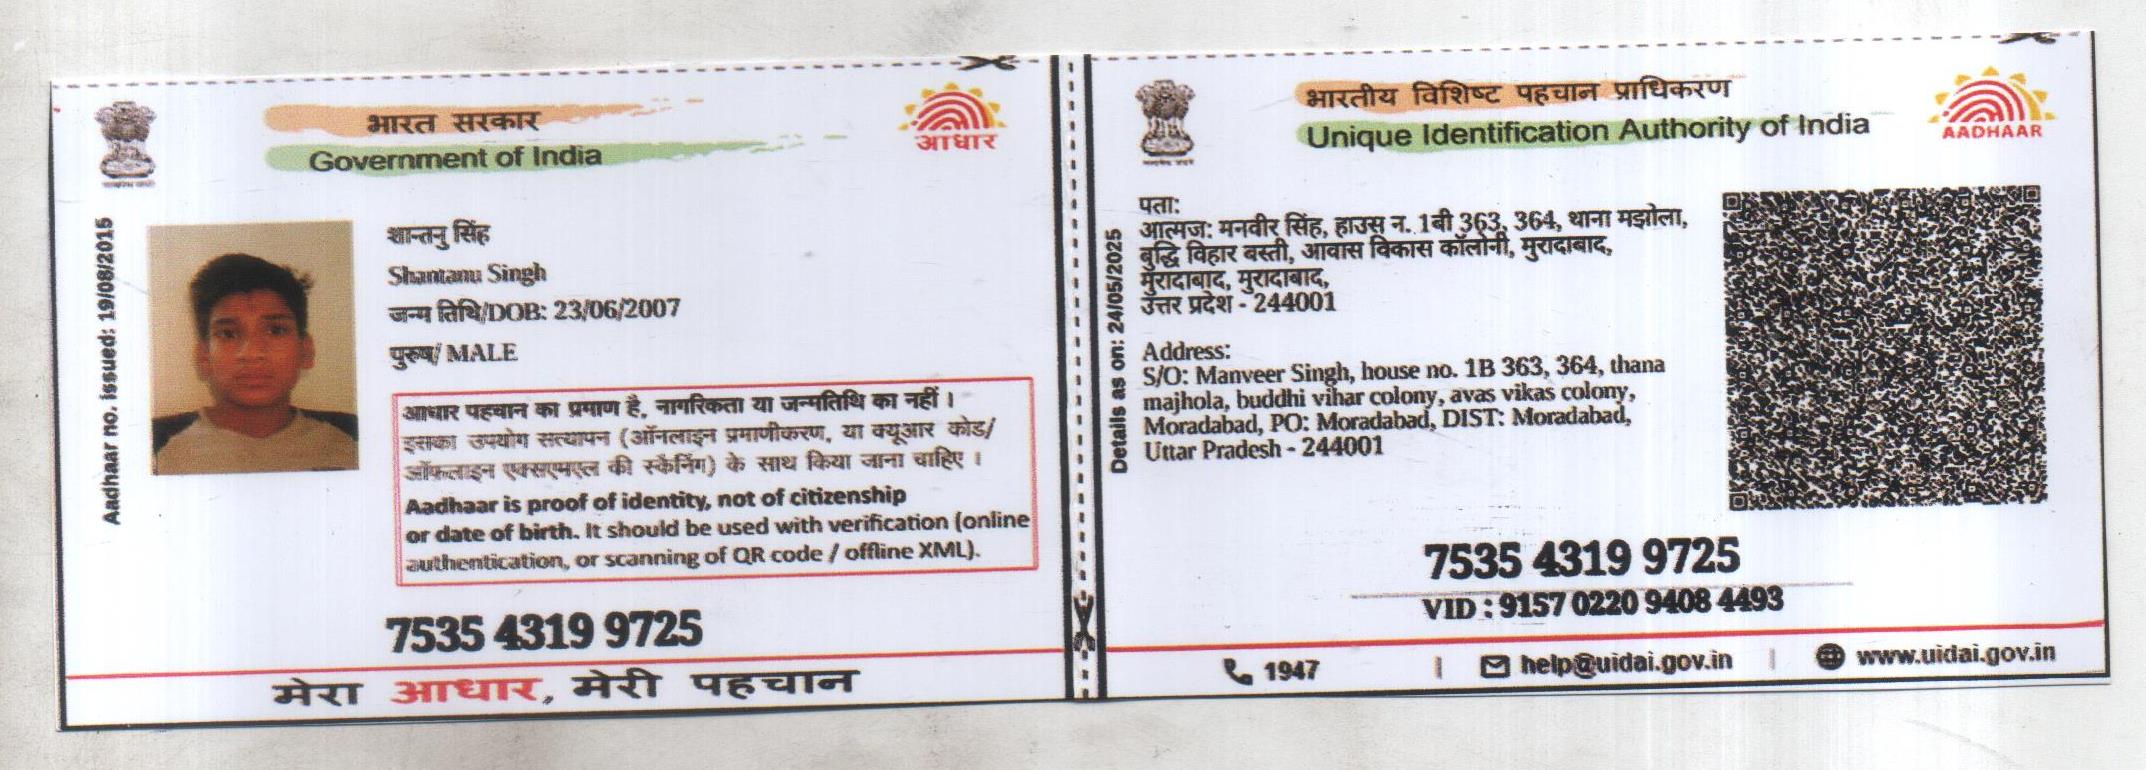 भारत सरकार
Government of India
आधार
Aadhaar no. issued: 19/08/2015
शान्तनु सिंह
Shantanu Singh
जन्म तिथि/DOB: 23/06/2007
पुरुष/ MALE
आधार पहचान का प्रमाण है, नागरिकता या जन्मतिथि का नहीं ।
इसका उपयोग सत्यापन (ऑनलाइन प्रमाणीकरण, या क्यूआर कोड/
ऑफ़लाइन एक्सएमएल की स्कैनिंग) के साथ किया जाना चाहिए ।
Aadhaar is proof of identity, not of citizenship
or date of birth. It should be used with verification (online
authentication, or scanning of QR code / offline XML).
7535 4319 9725
मेरा आधार, मेरी पहचान
भारतीय विशिष्ट पहचान प्राधिकरण
Unique Identification Authority of India
AADHAAR
Details as on: 24/05/2025
पता:
आत्मज: मनवीर सिंह, हाउस न. 1बी 363, 364, थाना मझोला,
बुद्धि विहार बस्ती, आवास विकास कॉलोनी, मुरादाबाद,
मुरादाबाद, मुरादाबाद,
उत्तर प्रदेश - 244001
Address:
S/O: Manveer Singh, house no. 1B 363, 364, thana
majhola, buddhi vihar colony, avas vikas colony,
Moradabad, PO: Moradabad, DIST: Moradabad,
Uttar Pradesh - 244001
7535 4319 9725
VID : 9157 0220 9408 4493
1947 | help@uidai.gov.in | www.uidai.gov.in